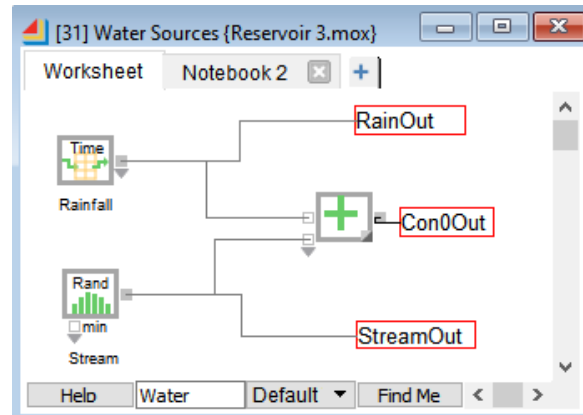 [31] Water Sources {Reservoir 3.mox}
Worksheet
Notebook 2
RainOut
Time
Rainfall
Con0Out
Rand
min
StreamOut
Stream
Help
Water
Default
Find Me